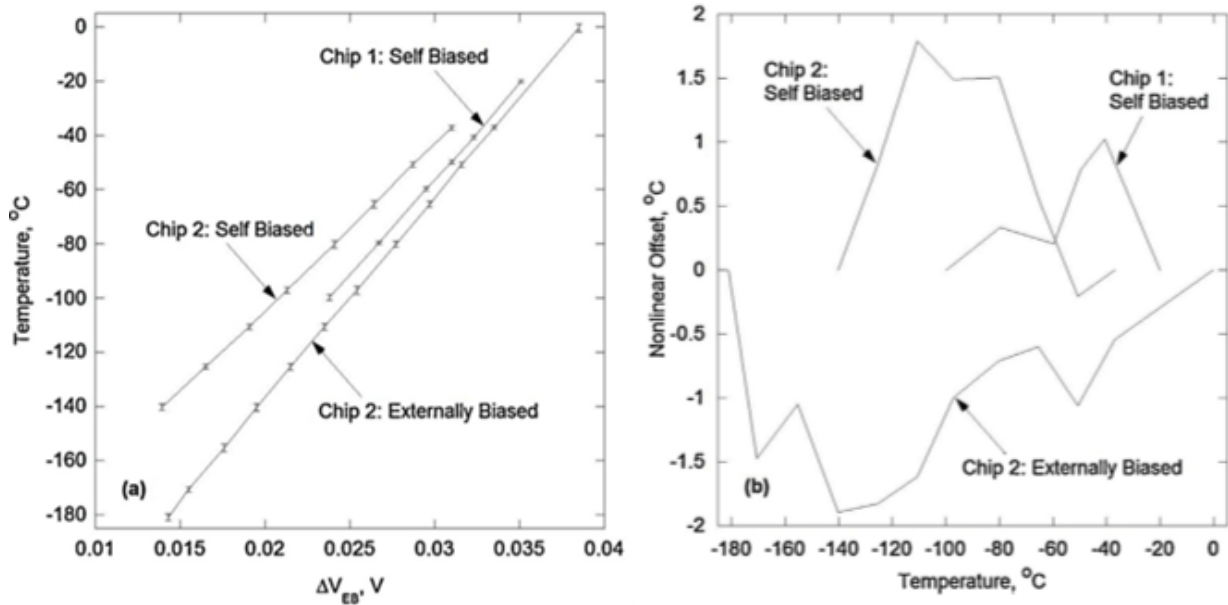 0
-20
-40
-60
-80
-100
-120
-140
-160
-180
0.01
0.015
0.02
0.025
0.03
0.035
0.04
Temperature, °C
ΔV_EB, V
Chip 1: Self Biased
Chip 2: Self Biased
Chip 2: Externally Biased
(a)
2
1.5
1
0.5
0
-0.5
-1
-1.5
-2
-180
-160
-140
-120
-100
-80
-60
-40
-20
0
Nonlinear Offset, °C
Temperature, °C
Chip 2:
Self Biased
Chip 1:
Self Biased
Chip 2: Externally Biased
(b)